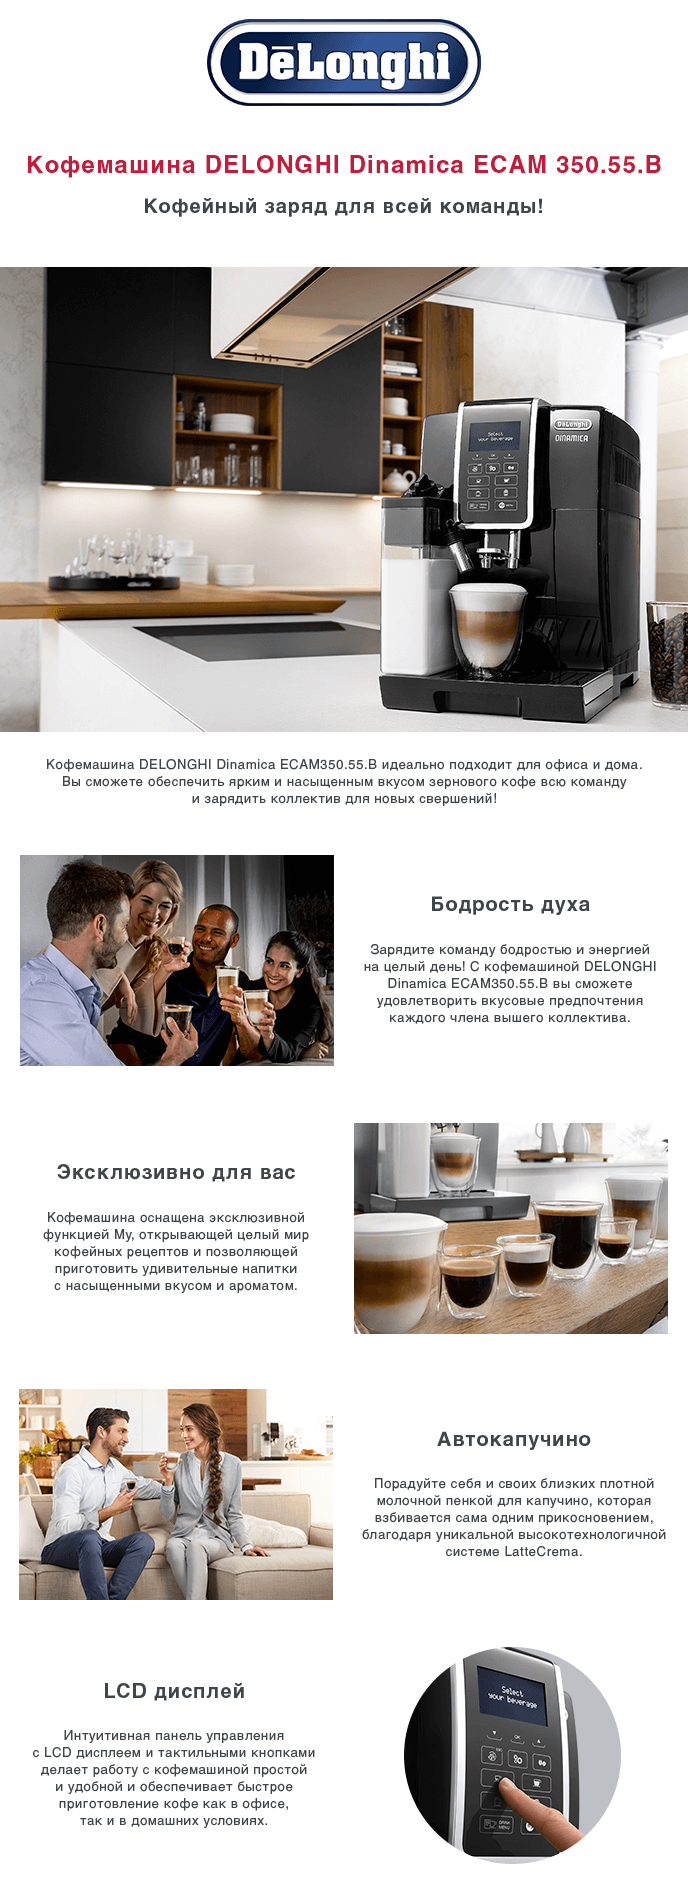 DēLonghi
Кофемашина DELONGHI Dinamica ECAM 350.55.B
Кофейный заряд для всей команды!
DēLonghi
DINAMICA
Select
your beverage
OK
MENU
Кофемашина DELONGHI Dinamica ECAM350.55.B идеально подходит для офиса и дома.
Вы сможете обеспечить ярким и насыщенным вкусом зернового кофе всю команду
и зарядить коллектив для новых свершений!
Бодрость духа
Зарядите команду бодростью и энергией
на целый день! С кофемашиной DELONGHI
Dinamica ECAM350.55.B вы сможете
удовлетворить вкусовые предпочтения
каждого члена вышего коллектива.
Эксклюзивно для вас
Кофемашина оснащена эксклюзивной
функцией My, открывающей целый мир
кофейных рецептов и позволяющей
приготовить удивительные напитки
с насыщенными вкусом и ароматом.
Автокапучино
Порадуйте себя и своих близких плотной
молочной пенкой для капучино, которая
взбивается сама одним прикосновением,
благодаря уникальной высокотехнологичной
системе LatteCrema.
LCD дисплей
Интуитивная панель управления
с LCD дисплеем и тактильными кнопками
делает работу с кофемашиной простой
и удобной и обеспечивает быстрое
приготовление кофе как в офисе,
так и в домашних условиях.
Select
your beverage
OK
ESC
DRINK
MENU